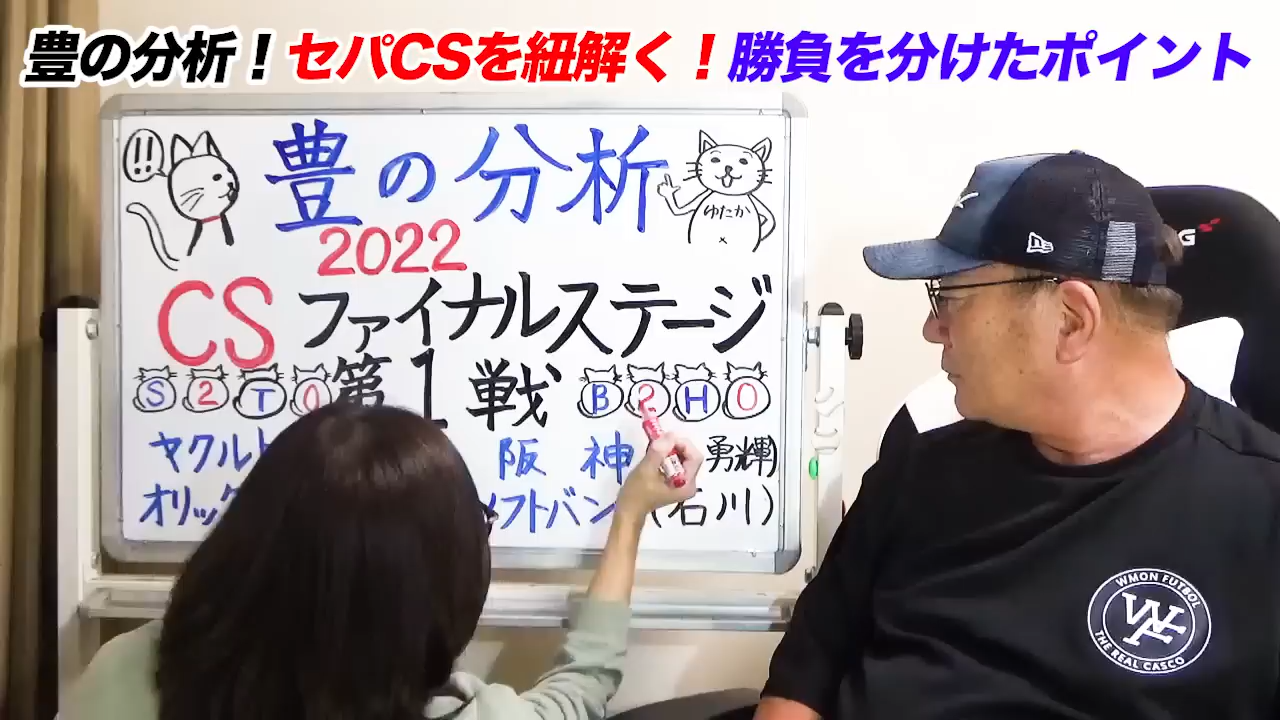 豊の分析！セパCSを紐解く！勝負を分けたポイント
!!
豊の分析
ゆたか
2022
CSファイナルステージ
S 2 T 0 第1戦 B 2 H 0
ヤクルト 阪神 勇輝)
オリック ソフトバン (石川)
WMON FUTBOL
WF
THE REAL CASCO